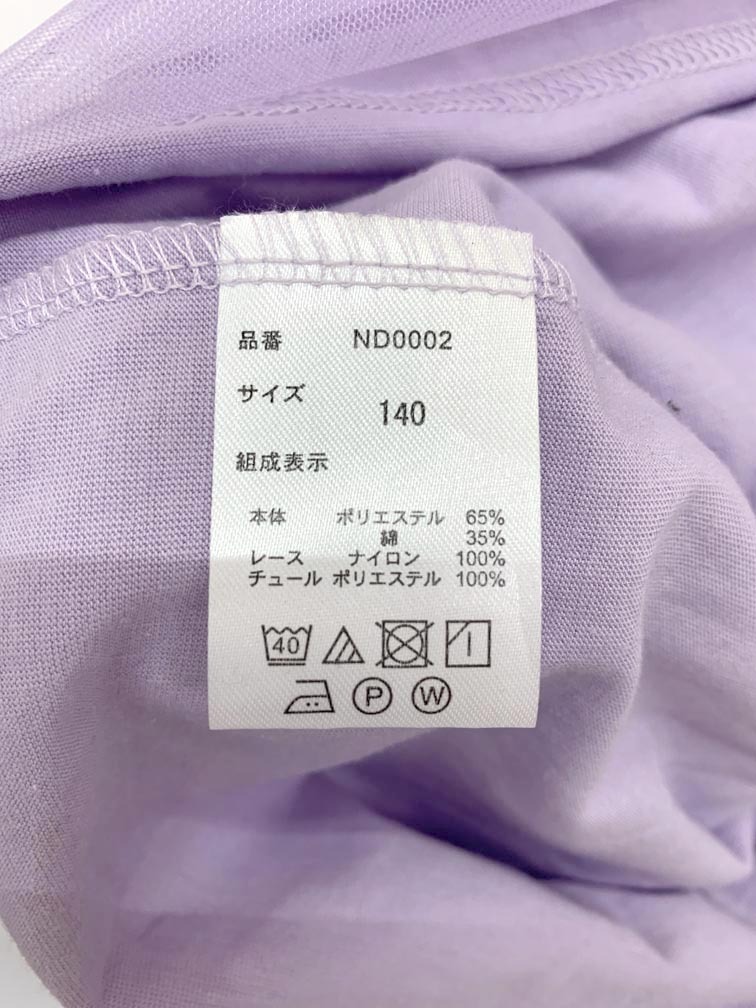 品番 ND0002
サイズ 140
組成表示
本体 ポリエステル 65%
綿 35%
レース ナイロン 100%
チュール ポリエステル 100%
40
P W